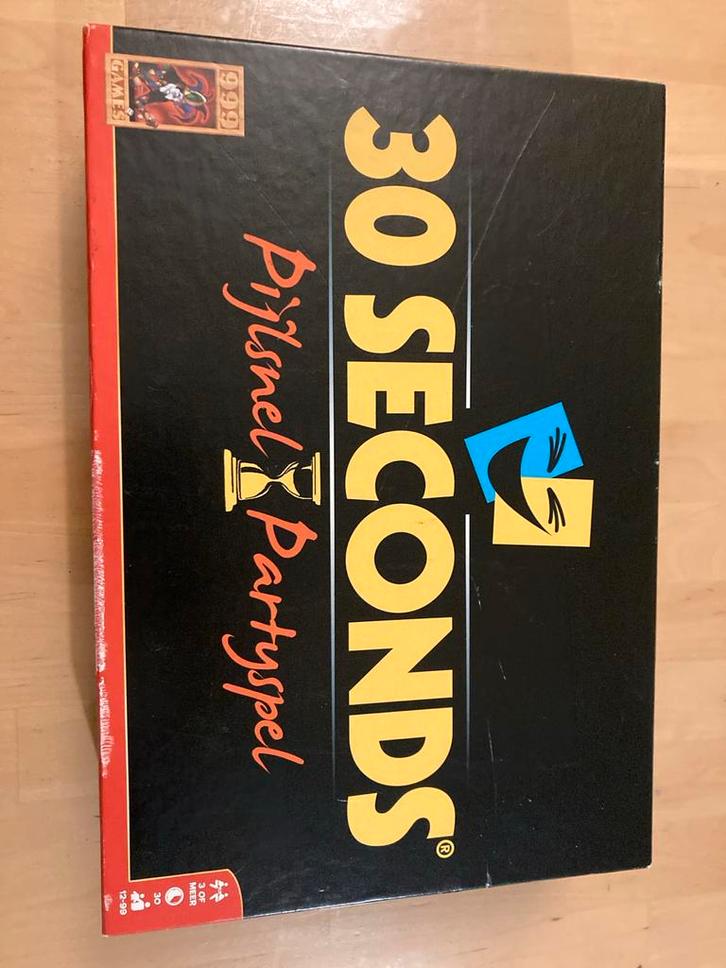 30 SECONDS®
Pijlsnel Partyspel
999
GAMES
3 OF
MEER
30
12-99